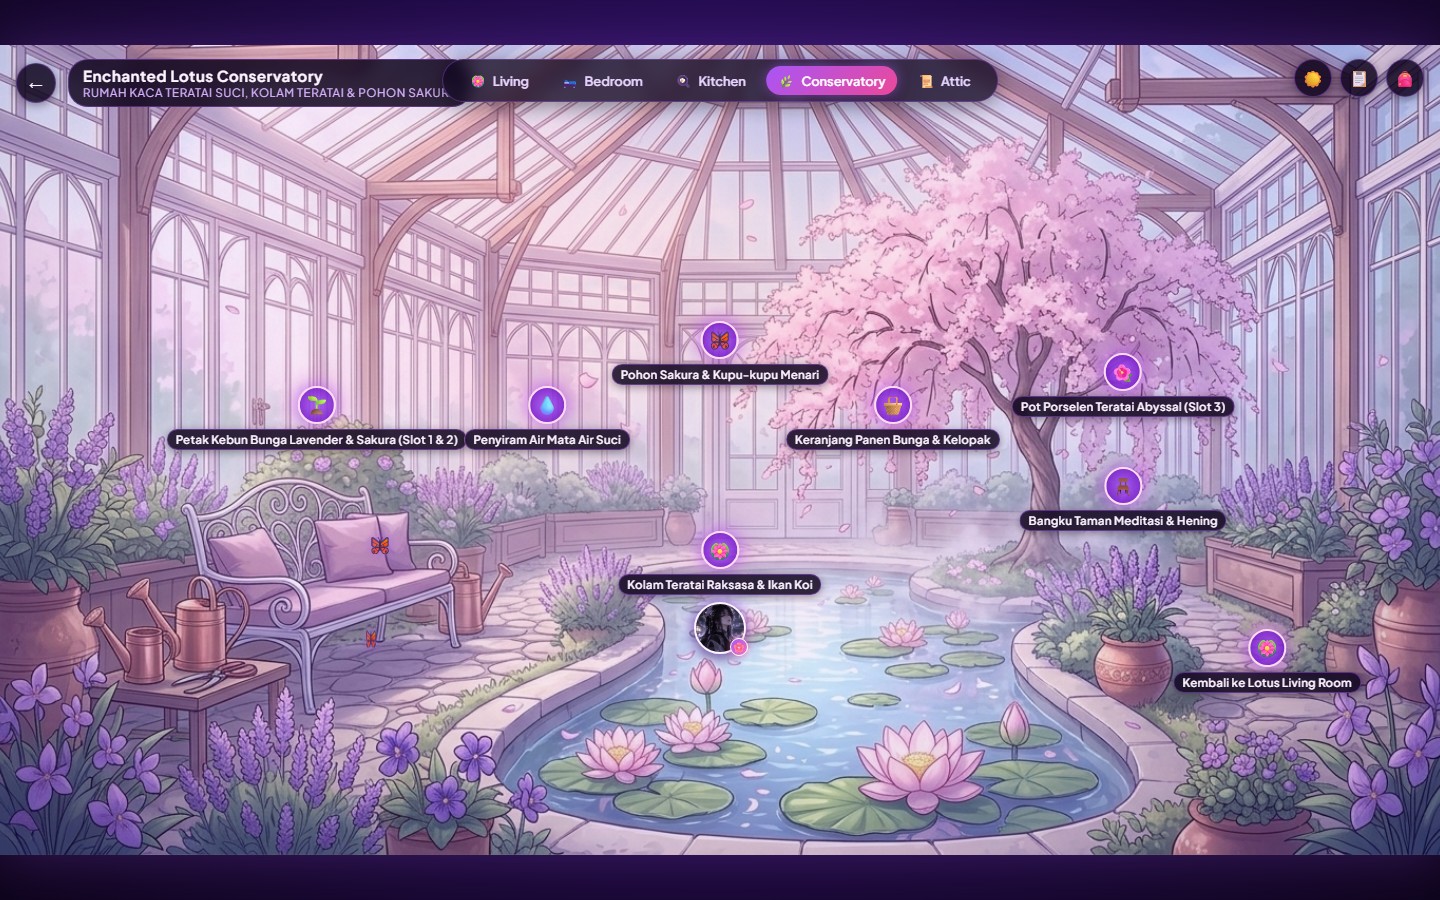 Enchanted Lotus Conservatory
RUMAH KACA TERATAI SUCI, KOLAM TERATAI & POHON SAKUR
Living
Bedroom
Kitchen
Conservatory
Attic
Pohon Sakura & Kupu-kupu Menari
Pot Porselen Teratai Abyssal (Slot 3)
Petak Kebun Bunga Lavender & Sakura (Slot 1 & 2)
Penyiram Air Mata Air Suci
Keranjang Panen Bunga & Kelopak
Bangku Taman Meditasi & Hening
Kolam Teratai Raksasa & Ikan Koi
Kembali ke Lotus Living Room